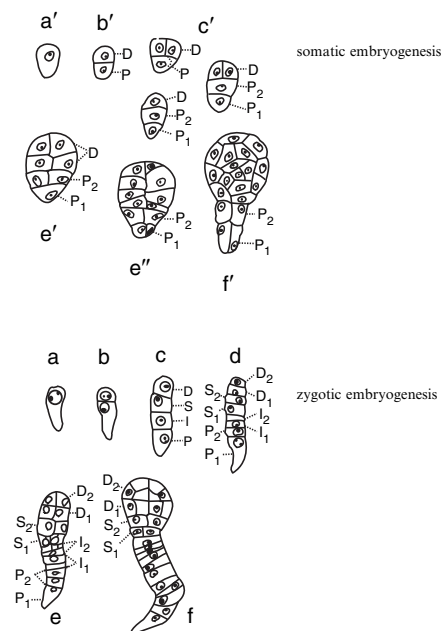 a′ b′ c′
D
P
D
P
D
P2
P1
somatic embryogenesis
D
P2
P1
D
P2
P1
e′
P2
P1
e″
P2
P1
f′
a b c d
D
S
I
P
D2
D1
S2
S1
I2
I1
P2
P1
zygotic embryogenesis
D2
D1
S2
S1
I2
I1
P2
P1
e
D2
D1
S2
S1
f